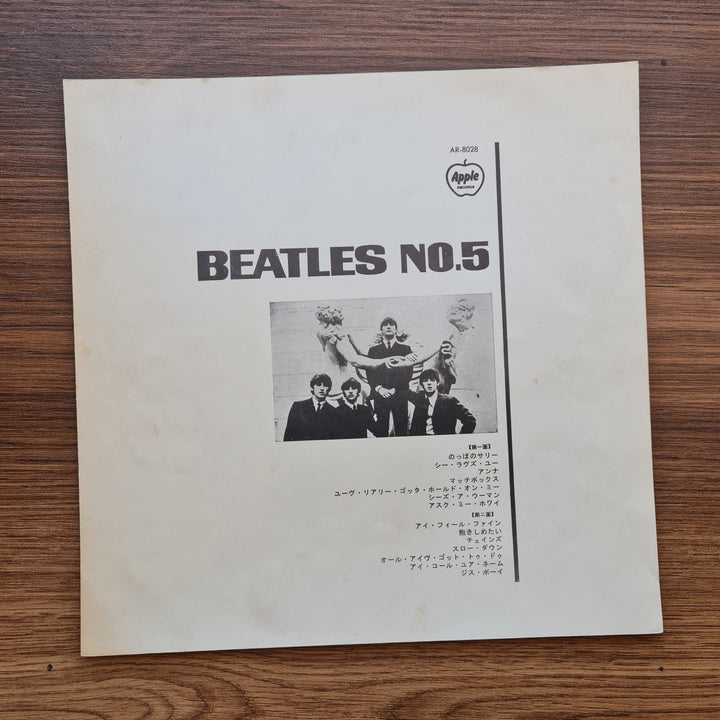 AR-8028
Apple
RECORDS
BEATLES NO.5
【第一面】
のっぽのサリー
シー・ラヴズ・ユー
アンナ
マッチボックス
ユーヴ・リアリー・ゴッタ・ホールド・オン・ミー
シーズ・ア・ウーマン
アスク・ミー・ホワイ
【第二面】
アイ・フィール・ファイン
抱きしめたい
チェインズ
スロー・ダウン
オール・アイヴ・ゴット・トゥ・ドゥ
アイ・コール・ユア・ネーム
ジス・ボーイ